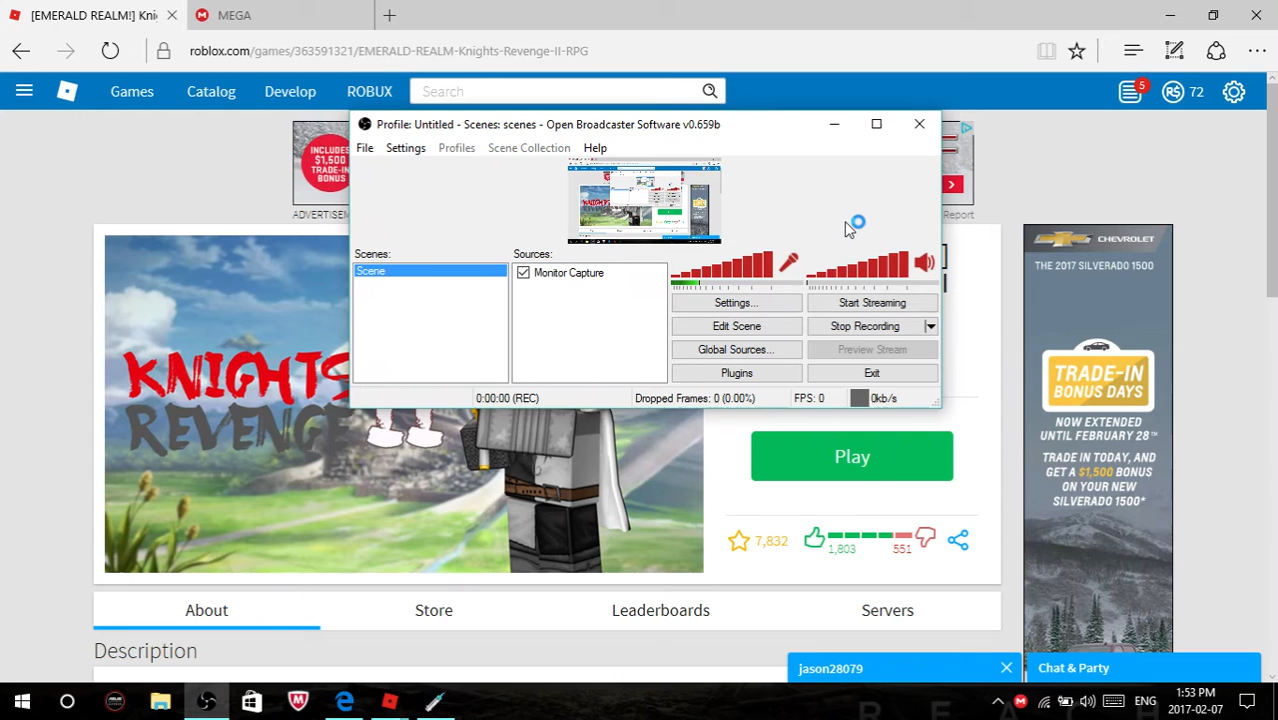 [EMERALD REALM!] Kni
MEGA
roblox.com/games/363591321/EMERALD-REALM-Knights-Revenge-II-RPG
Games
Catalog
Develop
ROBUX
Search
5
R$ 72
INCLUDES
$1,500
TRADE-IN
BONUS
ADVERTISEM
Report
Profile: Untitled - Scenes: scenes - Open Broadcaster Software v0.659b
File
Settings
Profiles
Scene Collection
Help
Scenes:
Scene
Sources:
Monitor Capture
Settings...
Start Streaming
Edit Scene
Stop Recording
Global Sources...
Preview Stream
Plugins
Exit
0:00:00 (REC)
Dropped Frames: 0 (0.00%)
FPS: 0
0kb/s
KNIGHTS
REVENGE
Play
7,832
1,803
551
CHEVROLET
THE 2017 SILVERADO 1500
TRADE-IN
BONUS DAYS
NOW EXTENDED
UNTIL FEBRUARY 28™
TRADE IN TODAY, AND
GET A $1,500 BONUS
ON YOUR NEW
SILVERADO 1500*
About
Store
Leaderboards
Servers
Description
jason28079
Chat & Party
ENG
1:53 PM
2017-02-07
R E A